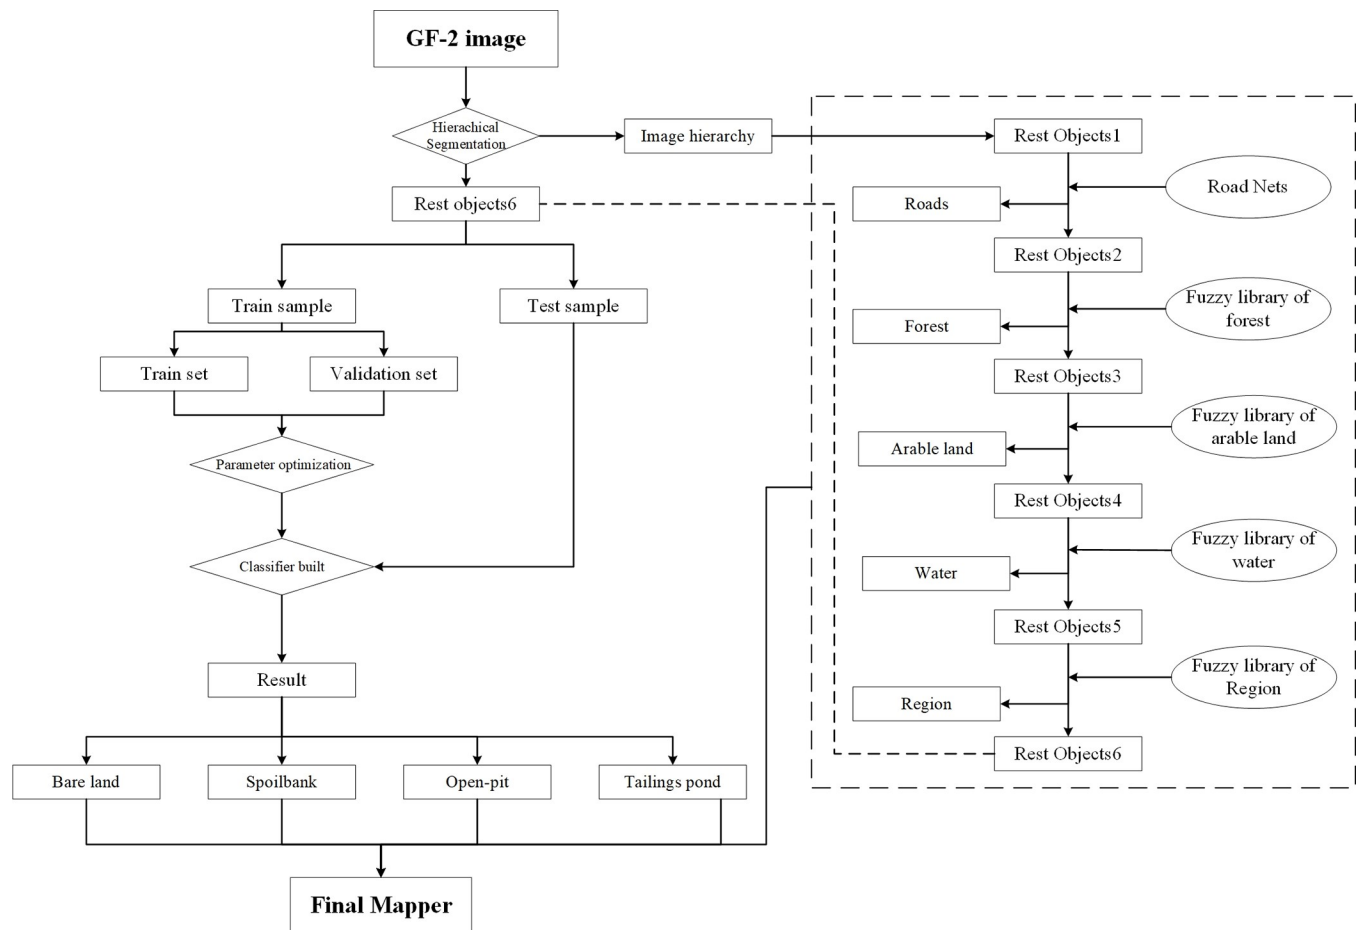 GF-2 image
Hierachical
Segmentation
Image hierarchy
Rest objects6
Train sample
Test sample
Train set
Validation set
Parameter optimization
Classifier built
Result
Bare land
Spoilbank
Open-pit
Tailings pond
Final Mapper
Rest Objects1
Road Nets
Roads
Rest Objects2
Fuzzy library of
forest
Forest
Rest Objects3
Fuzzy library of
arable land
Arable land
Rest Objects4
Fuzzy library of
water
Water
Rest Objects5
Fuzzy library of
Region
Region
Rest Objects6